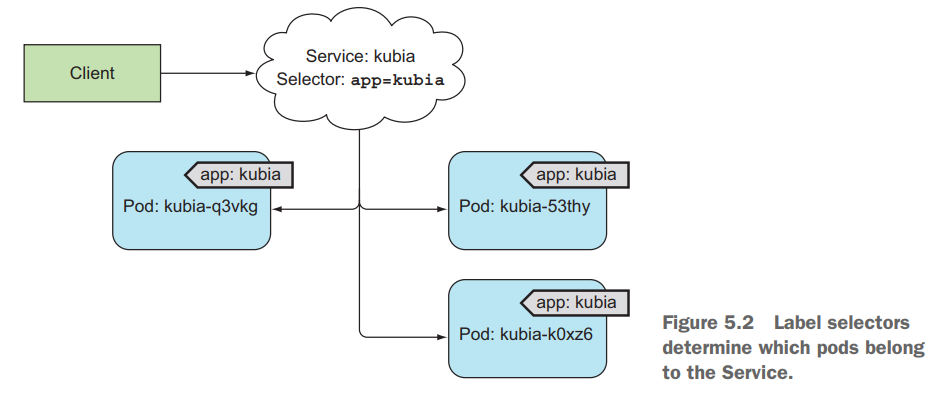 Client
Service: kubia
Selector: app=kubia
app: kubia
Pod: kubia-q3vkg
app: kubia
Pod: kubia-53thy
app: kubia
Pod: kubia-k0xz6
Figure 5.2 Label selectors
determine which pods belong
to the Service.